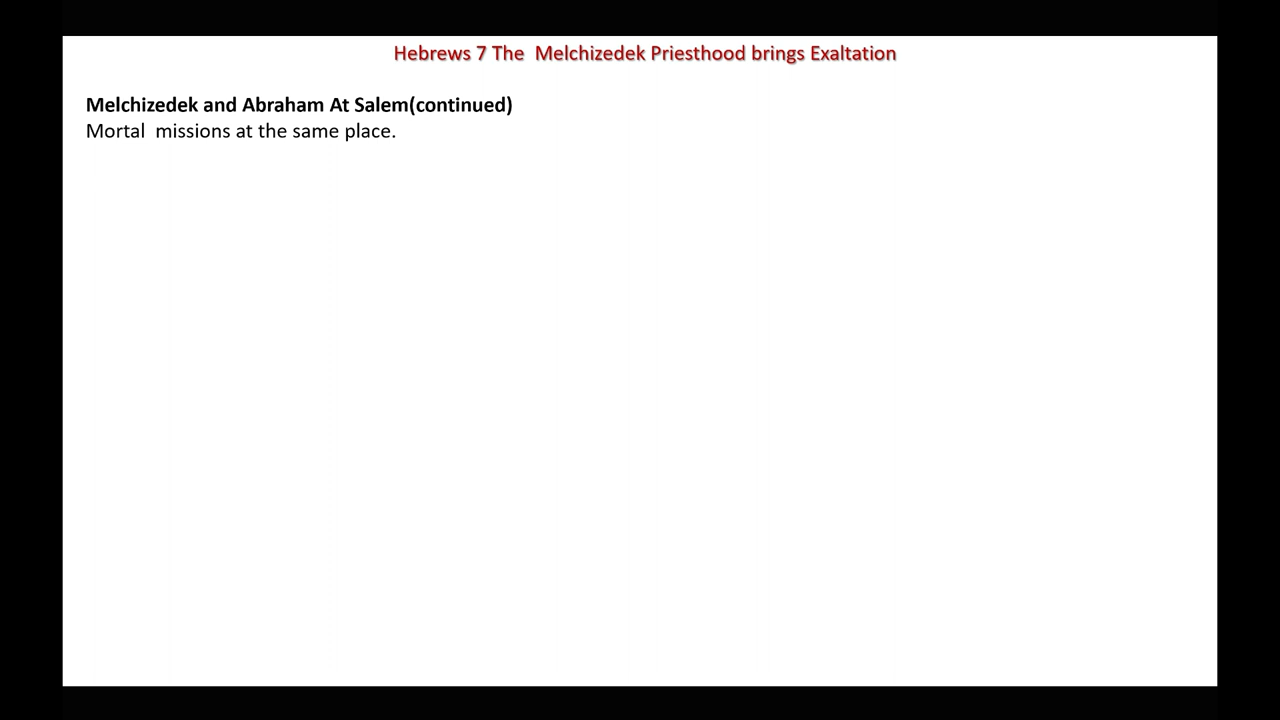 Hebrews 7 The  Melchizedek Priesthood brings Exaltation
Melchizedek and Abraham At Salem(continued)
Mortal  missions at the same place.